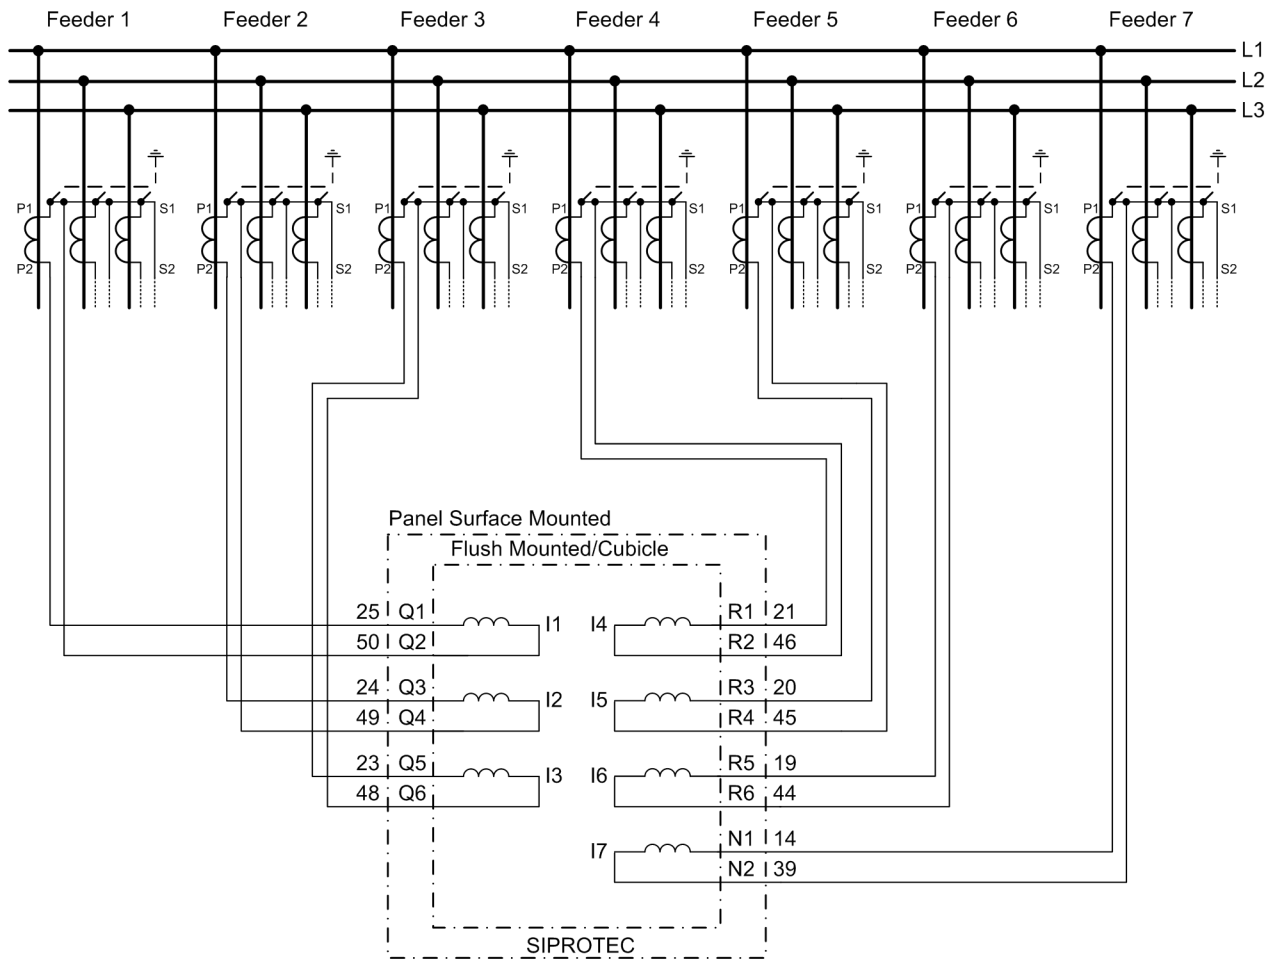 Feeder 1 Feeder 2 Feeder 3 Feeder 4 Feeder 5 Feeder 6 Feeder 7
L1
L2
L3
P1 S1 P1 S1 P1 S1 P1 S1 P1 S1 P1 S1 P1 S1
P2 S2 P2 S2 P2 S2 P2 S2 P2 S2 P2 S2 P2 S2
Panel Surface Mounted
Flush Mounted/Cubicle
25 Q1 I1 I4 R1 21
50 Q2 R2 46
24 Q3 I2 I5 R3 20
49 Q4 R4 45
23 Q5 I3 I6 R5 19
48 Q6 R6 44
I7 N1 14
N2 39
SIPROTEC